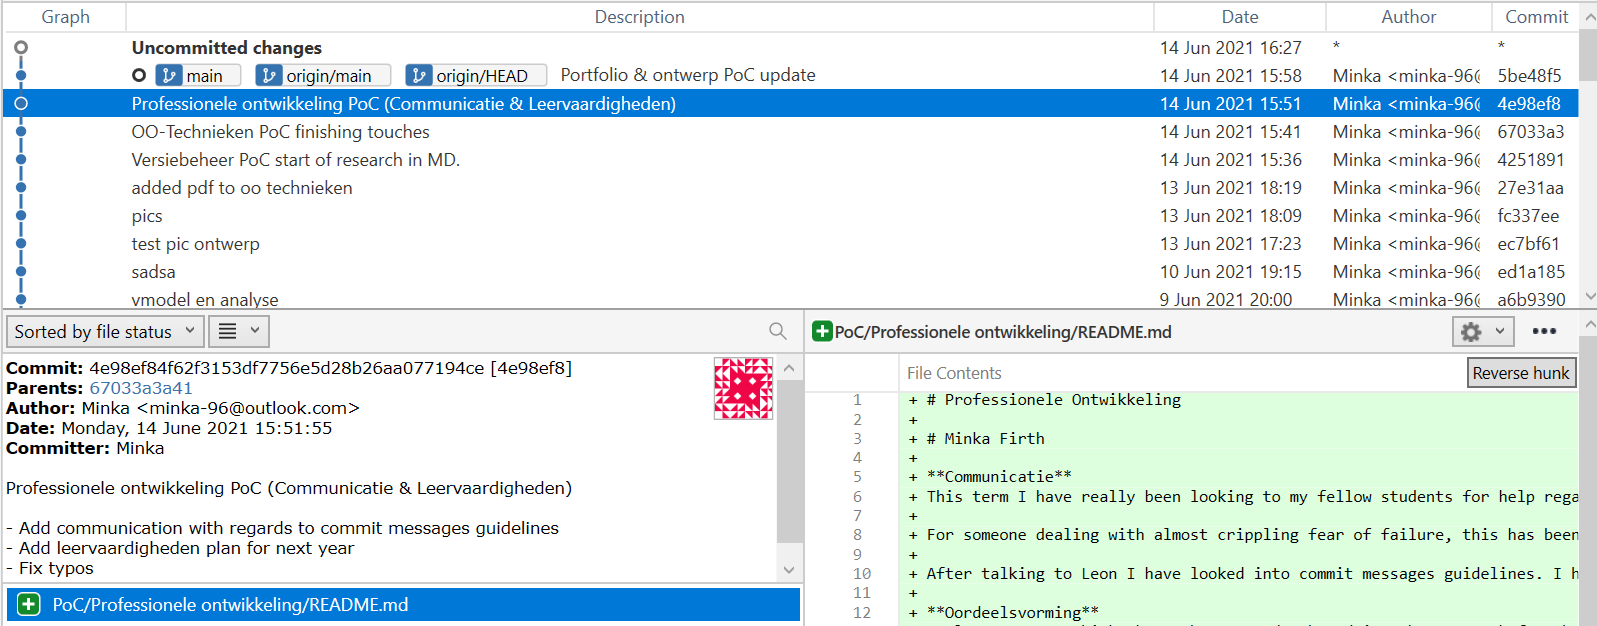 Graph Description Date Author Commit
Uncommitted changes 14 Jun 2021 16:27 * *
main origin/main origin/HEAD Portfolio & ontwerp PoC update 14 Jun 2021 15:58 Minka <minka-96@ 5be48f5
Professionele ontwikkeling PoC (Communicatie & Leervaardigheden) 14 Jun 2021 15:51 Minka <minka-96@ 4e98ef8
OO-Technieken PoC finishing touches 14 Jun 2021 15:41 Minka <minka-96@ 67033a3
Versiebeheer PoC start of research in MD. 14 Jun 2021 15:36 Minka <minka-96@ 4251891
added pdf to oo technieken 13 Jun 2021 18:19 Minka <minka-96@ 27e31aa
pics 13 Jun 2021 18:09 Minka <minka-96@ fc337ee
test pic ontwerp 13 Jun 2021 17:23 Minka <minka-96@ ec7bf61
sadsa 10 Jun 2021 19:15 Minka <minka-96@ ed1a185
vmodel en analyse 9 Jun 2021 20:00 Minka <minka-96@ a6b9390
Sorted by file status
Commit: 4e98ef84f62f3153df7756e5d28b26aa077194ce [4e98ef8]
Parents: 67033a3a41
Author: Minka <minka-96@outlook.com>
Date: Monday, 14 June 2021 15:51:55
Committer: Minka
Professionele ontwikkeling PoC (Communicatie & Leervaardigheden)
- Add communication with regards to commit messages guidelines
- Add leervaardigheden plan for next year
- Fix typos
PoC/Professionele ontwikkeling/README.md
PoC/Professionele ontwikkeling/README.md
File Contents Reverse hunk
1 + # Professionele Ontwikkeling
2 +
3 + # Minka Firth
4 +
5 + **Communicatie**
6 + This term I have really been looking to my fellow students for help rega
7 +
8 + For someone dealing with almost crippling fear of failure, this has been
9 +
10 + After talking to Leon I have looked into commit messages guidelines. I h
11 +
12 + **Oordeelsvorming**